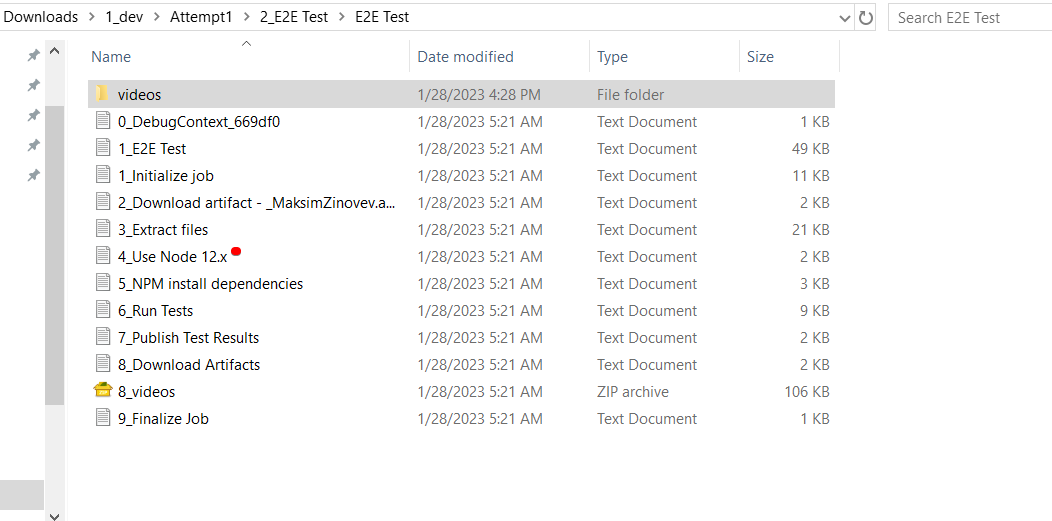 Downloads > 1_dev > Attempt1 > 2_E2E Test > E2E Test
Search E2E Test
Name Date modified Type Size
videos 1/28/2023 4:28 PM File folder
0_DebugContext_669df0 1/28/2023 5:21 AM Text Document 1 KB
1_E2E Test 1/28/2023 5:21 AM Text Document 49 KB
1_Initialize job 1/28/2023 5:21 AM Text Document 11 KB
2_Download artifact - _MaksimZinovev.a... 1/28/2023 5:21 AM Text Document 2 KB
3_Extract files 1/28/2023 5:21 AM Text Document 21 KB
4_Use Node 12.x 1/28/2023 5:21 AM Text Document 2 KB
5_NPM install dependencies 1/28/2023 5:21 AM Text Document 3 KB
6_Run Tests 1/28/2023 5:21 AM Text Document 9 KB
7_Publish Test Results 1/28/2023 5:21 AM Text Document 2 KB
8_Download Artifacts 1/28/2023 5:21 AM Text Document 2 KB
8_videos 1/28/2023 5:21 AM ZIP archive 106 KB
9_Finalize Job 1/28/2023 5:21 AM Text Document 1 KB